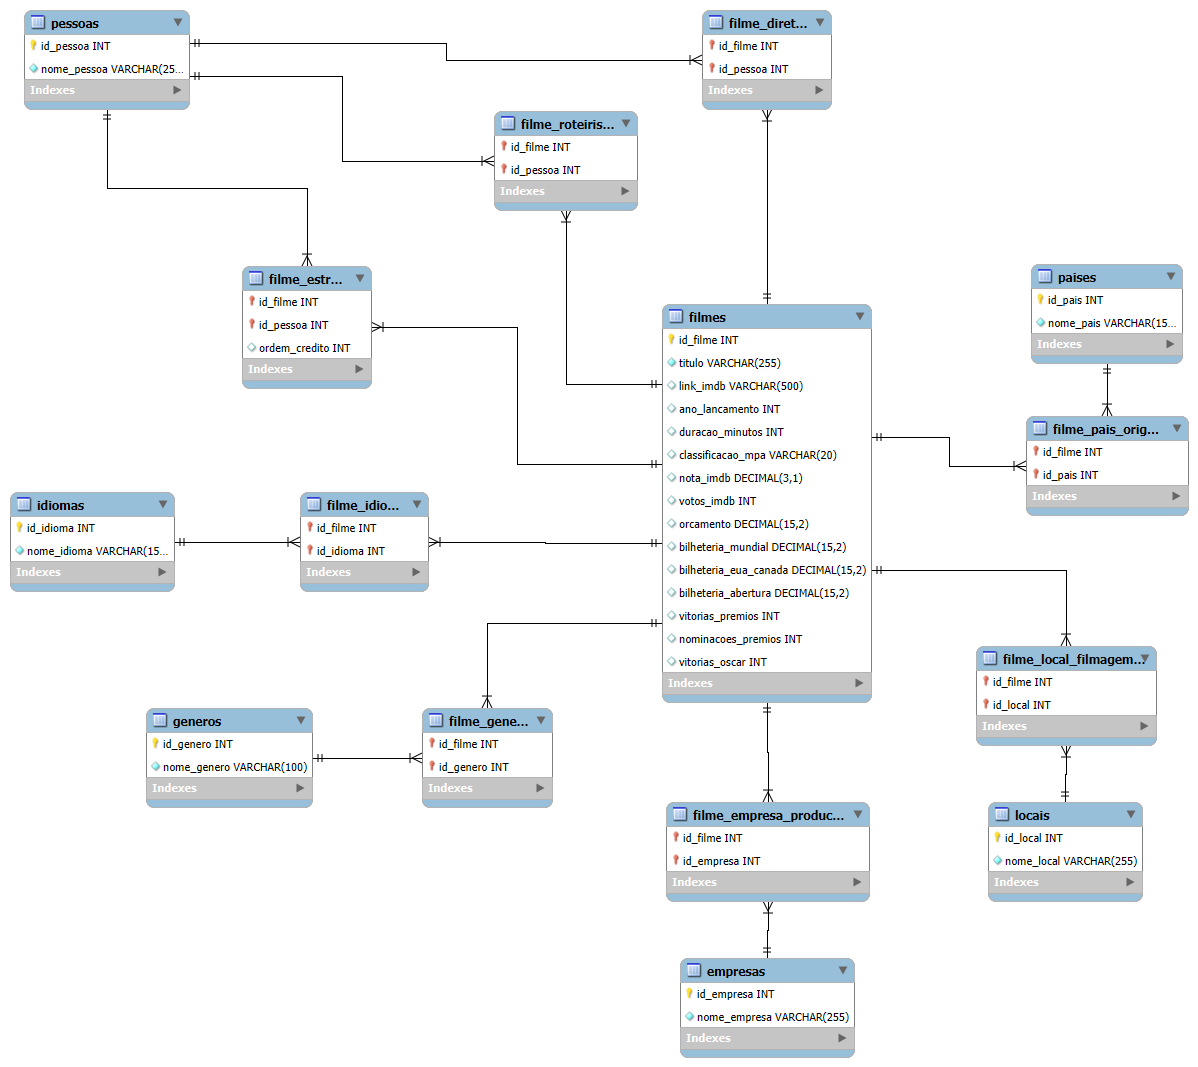 pessoas
id_pessoa INT
nome_pessoa VARCHAR(25...
Indexes
filme_diret...
id_filme INT
id_pessoa INT
Indexes
filme_roteiris...
id_filme INT
id_pessoa INT
Indexes
filme_estr...
id_filme INT
id_pessoa INT
ordem_credito INT
Indexes
filmes
id_filme INT
titulo VARCHAR(255)
link_imdb VARCHAR(500)
ano_lancamento INT
duracao_minutos INT
classificacao_mpa VARCHAR(20)
nota_imdb DECIMAL(3,1)
votos_imdb INT
orcamento DECIMAL(15,2)
bilheteria_mundial DECIMAL(15,2)
bilheteria_eua_canada DECIMAL(15,2)
bilheteria_abertura DECIMAL(15,2)
vitorias_premios INT
nominacoes_premios INT
vitorias_oscar INT
Indexes
paises
id_pais INT
nome_pais VARCHAR(15...
Indexes
filme_pais_orig...
id_filme INT
id_pais INT
Indexes
idiomas
id_idioma INT
nome_idioma VARCHAR(15...
Indexes
filme_idio...
id_filme INT
id_idioma INT
Indexes
generos
id_genero INT
nome_genero VARCHAR(100)
Indexes
filme_gene...
id_filme INT
id_genero INT
Indexes
filme_local_filmagem...
id_filme INT
id_local INT
Indexes
filme_empresa_produc...
id_filme INT
id_empresa INT
Indexes
locais
id_local INT
nome_local VARCHAR(255)
Indexes
empresas
id_empresa INT
nome_empresa VARCHAR(255)
Indexes